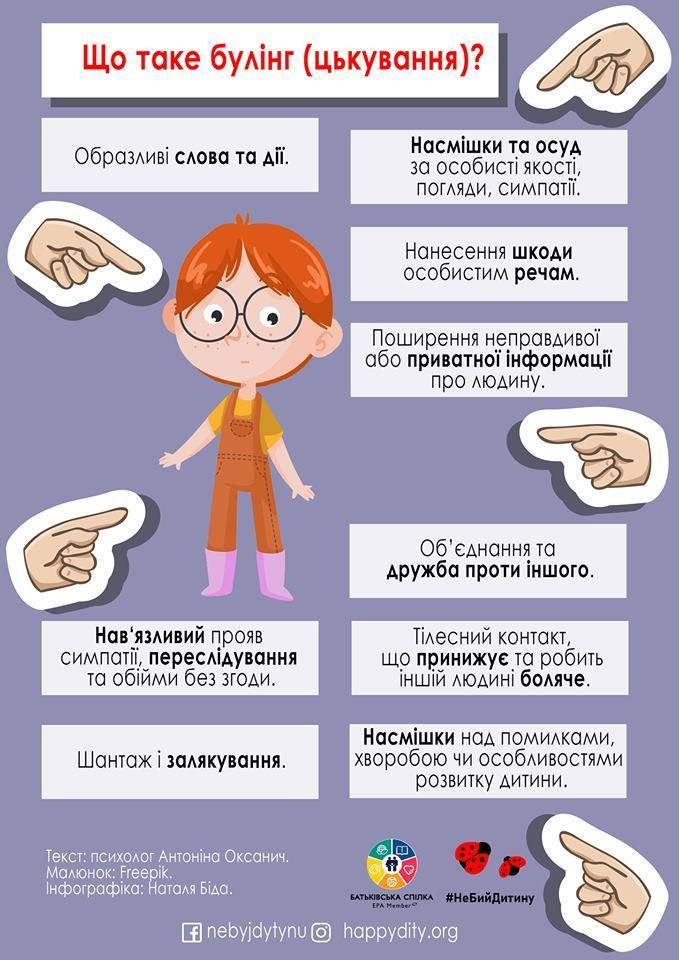 Що таке булінг (цькування)?
Образливі слова та дії.
Насмішки та осуд
за особисті якості,
погляди, симпатії.
Нанесення шкоди
особистим речам.
Поширення неправдивої
або приватної інформації
про людину.
Об’єднання та
дружба проти іншого.
Нав‘язливий прояв
симпатії, переслідування
та обійми без згоди.
Тілесний контакт,
що принижує та робить
іншій людині боляче.
Шантаж і залякування.
Насмішки над помилками,
хворобою чи особливостями
розвитку дитини.
Текст: психолог Антоніна Оксанич.
Малюнок: Freepik.
Інфографіка: Наталя Біда.
БАТЬКІВСЬКА СПІЛКА
EPA Member
#НеБийДитину
nebyjdytynu happydity.org